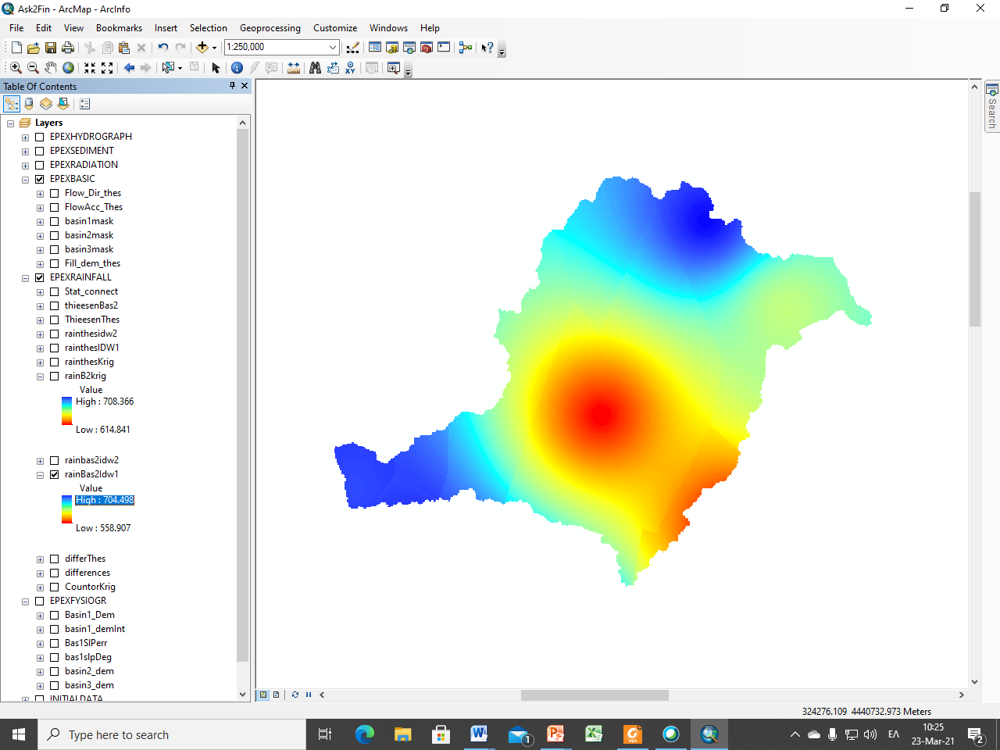 Ask2Fin - ArcMap - ArcInfo
File Edit View Bookmarks Insert Selection Geoprocessing Customize Windows Help
1:250,000
Table Of Contents
Layers
EPEXHYDROGRAPH
EPEXSEDIMENT
EPEXRADIATION
EPEXBASIC
Flow_Dir_thes
FlowAcc_Thes
basin1mask
basin2mask
basin3mask
Fill_dem_thes
EPEXRAINFALL
Stat_connect
thieesenBas2
ThieesenThes
rainthesidw2
rainthesIDW1
rainthesKrig
rainB2krig
Value
High : 708.366
Low : 614.841
rainbas2idw2
rainBas2Idw1
Value
High : 704.498
Low : 558.907
differThes
differences
CountorKrig
EPEXFYSIOGR
Basin1_Dem
basin1_demInt
Bas1SlPerr
bas1slpDeg
basin2_dem
basin3_dem
INITIALDATA
Search
324276.109 4440732.973 Meters
Type here to search
1
ΕΛ
10:25
23-Mar-21
2